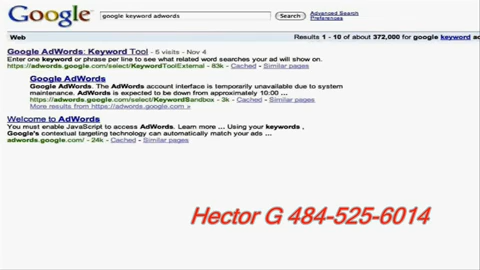 Google
google keyword adwords
Search
Advanced Search
Preferences
Web
Results 1 - 10 of about 372,000 for google keyword ad
Google AdWords: Keyword Tool - 5 visits - Nov 4
Enter one keyword or phrase per line to see what related word searches your ad will show on.
https://adwords.google.com/select/KeywordToolExternal - 83k - Cached - Similar pages
Google AdWords
Google AdWords. The AdWords account interface is temporarily unavailable due to system
maintenance. AdWords is expected to be down from approximately 10:00 ...
https://adwords.google.com/select/KeywordSandbox - 3k - Cached - Similar pages
More results from https://adwords.google.com »
Welcome to AdWords
You must enable JavaScript to access AdWords. Learn more ... Using your keywords ,
Google's contextual targeting technology can automatically match your ads ...
adwords.google.com/ - 24k - Cached - Similar pages
Hector G 484-525-6014